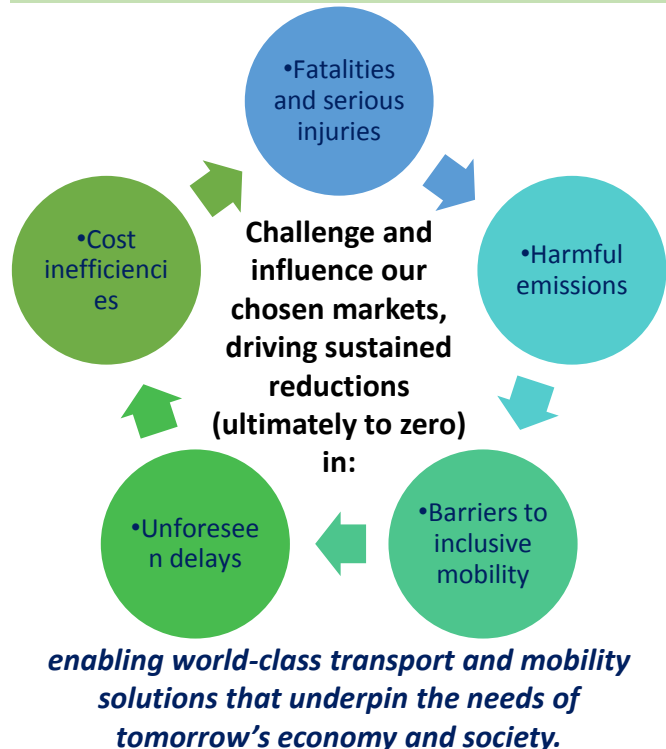 •Fatalities
and serious
injuries
•Harmful
emissions
•Barriers to
inclusive
mobility
•Unforesee
n delays
•Cost
inefficienci
es
Challenge and
influence our
chosen markets,
driving sustained
reductions
(ultimately to zero)
in:
enabling world-class transport and mobility
solutions that underpin the needs of
tomorrow’s economy and society.